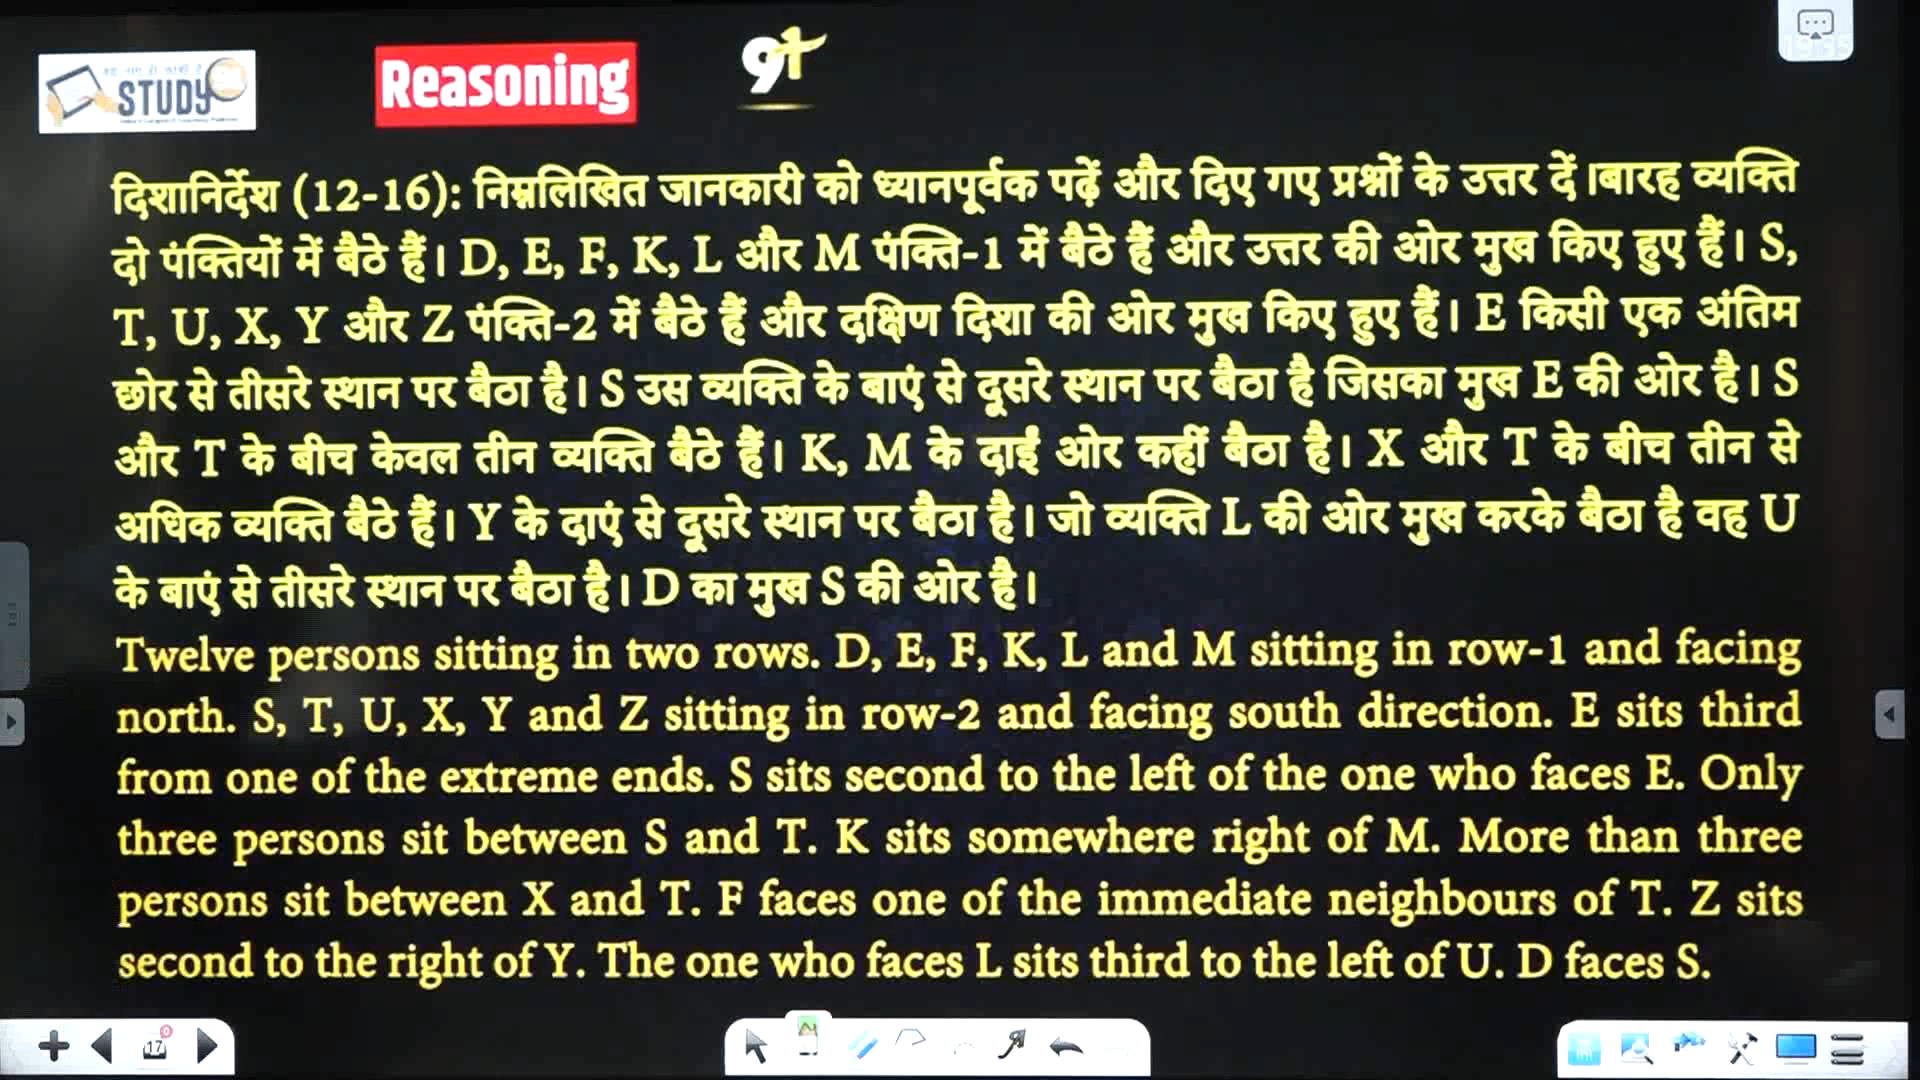 STUDY
Reasoning
91
दिशानिर्देश (12-16): निम्नलिखित जानकारी को ध्यानपूर्वक पढ़ें और दिए गए प्रश्नों के उत्तर दें।बारह व्यक्ति
दो पंक्तियों में बैठे हैं। D, E, F, K, L और M पंक्ति-1 में बैठे हैं और उत्तर की ओर मुख किए हुए हैं। S,
T, U, X, Y और Z पंक्ति-2 में बैठे हैं और दक्षिण दिशा की ओर मुख किए हुए हैं। E किसी एक अंतिम
छोर से तीसरे स्थान पर बैठा है। S उस व्यक्ति के बाएं से दूसरे स्थान पर बैठा है जिसका मुख E की ओर है। S
और T के बीच केवल तीन व्यक्ति बैठे हैं। K, M के दाईं ओर कहीं बैठा है। X और T के बीच तीन से
अधिक व्यक्ति बैठे हैं। Y के दाएं से दूसरे स्थान पर बैठा है। जो व्यक्ति L की ओर मुख करके बैठा है वह U
के बाएं से तीसरे स्थान पर बैठा है। D का मुख S की ओर है।
Twelve persons sitting in two rows. D, E, F, K, L and M sitting in row-1 and facing
north. S, T, U, X, Y and Z sitting in row-2 and facing south direction. E sits third
from one of the extreme ends. S sits second to the left of the one who faces E. Only
three persons sit between S and T. K sits somewhere right of M. More than three
persons sit between X and T. F faces one of the immediate neighbours of T. Z sits
second to the right of Y. The one who faces L sits third to the left of U. D faces S.
17